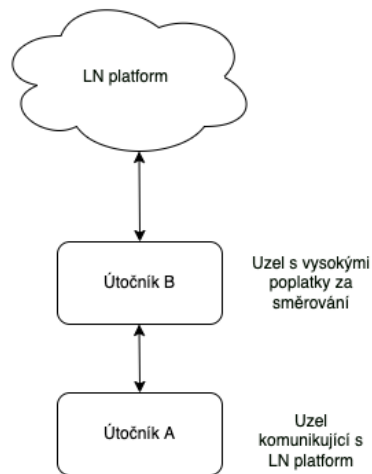 LN platform
Útočník B
Uzel s vysokými
poplatky za
směrování
Útočník A
Uzel
komunikující s
LN platform